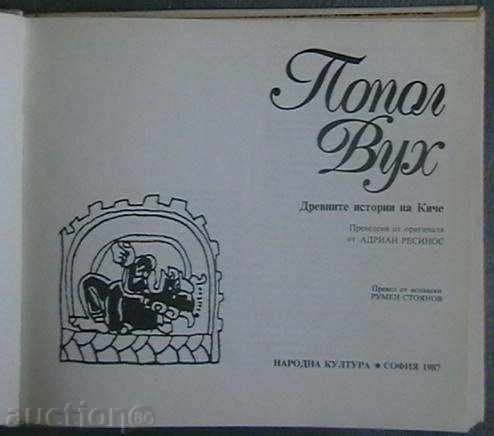 Попол
Вух
Древните истории на Киче
Преведени от оригинала
от АДРИАН РЕСИНОС
Превел от испански
РУМЕН СТОЯНОВ
НАРОДНА КУЛТУРА ★ СОФИЯ 1987
auction BG